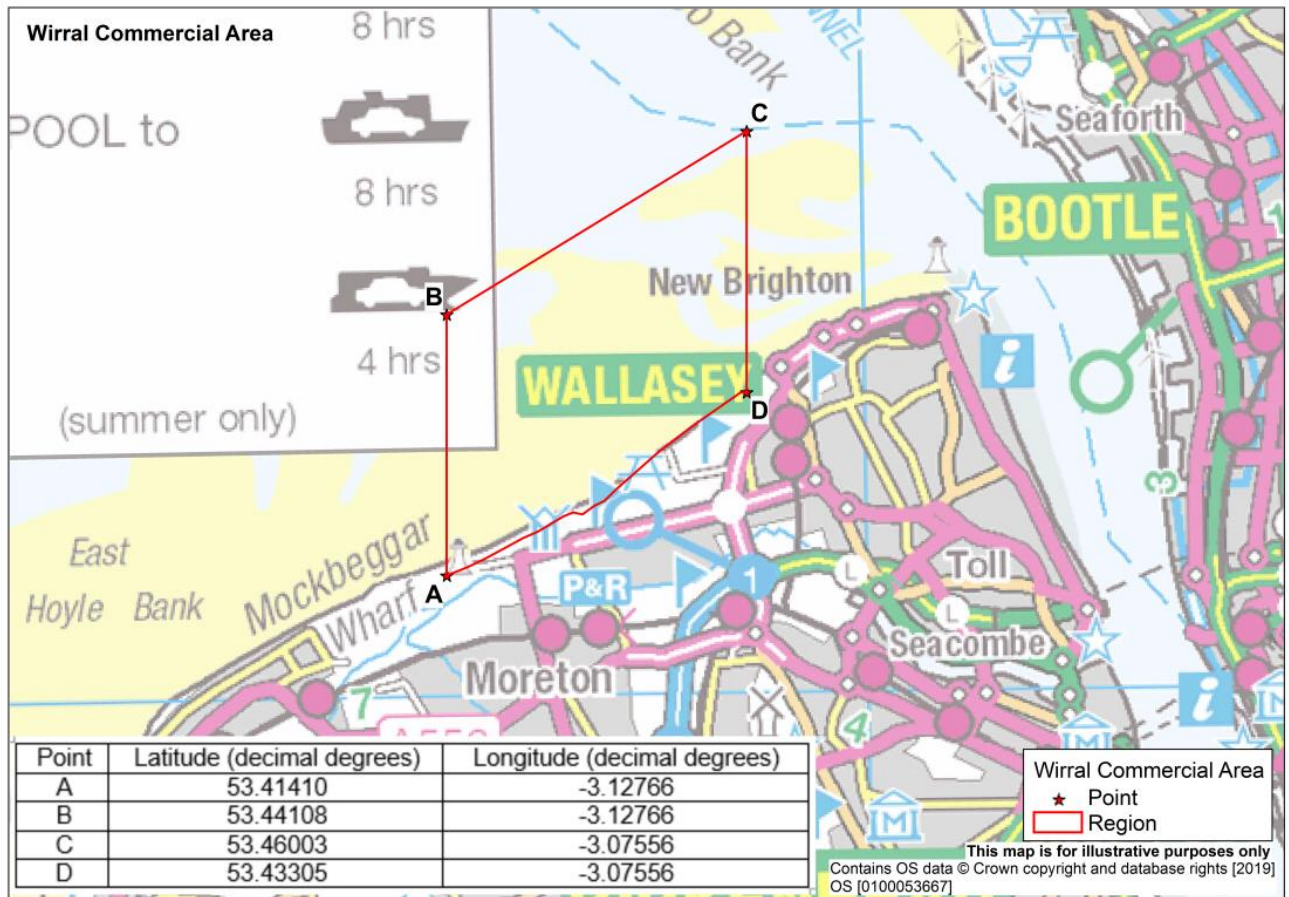 Wirral Commercial Area
8 hrs
POOL to
8 hrs
4 hrs
(summer only)
Bank
Seaforth
BOOTLE
New Brighton
WALLASEY
A
B
C
D
East
Hoyle Bank
Mockbeggar
Wharf
P&R
1
3
L
Toll
L
Seacombe
Moreton
7
4
i
i
M
M
Point Latitude (decimal degrees) Longitude (decimal degrees)
A 53.41410 -3.12766
B 53.44108 -3.12766
C 53.46003 -3.07556
D 53.43305 -3.07556
Wirral Commercial Area
Point
Region
This map is for illustrative purposes only
Contains OS data © Crown copyright and database rights [2019]
OS [0100053667]